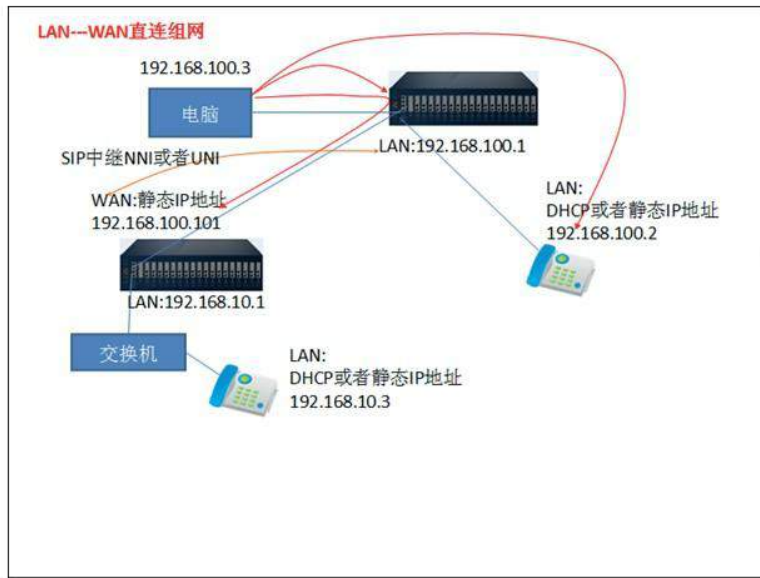 LAN---WAN直连组网
192.168.100.3
电脑
LAN:192.168.100.1
SIP中继NNI或者UNI
WAN:静态IP地址
192.168.100.101
LAN:
DHCP或者静态IP地址
192.168.100.2
LAN:192.168.10.1
交换机
LAN:
DHCP或者静态IP地址
192.168.10.3